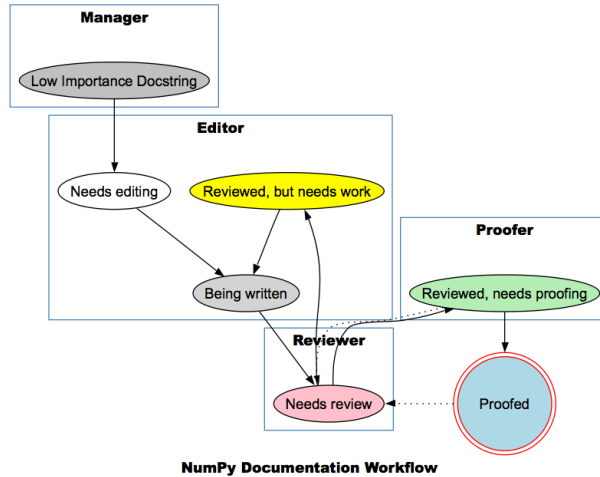 Manager
Low Importance Docstring
Editor
Needs editing
Reviewed, but needs work
Proofer
Being written
Reviewed, needs proofing
Reviewer
Needs review
Proofed
NumPy Documentation Workflow